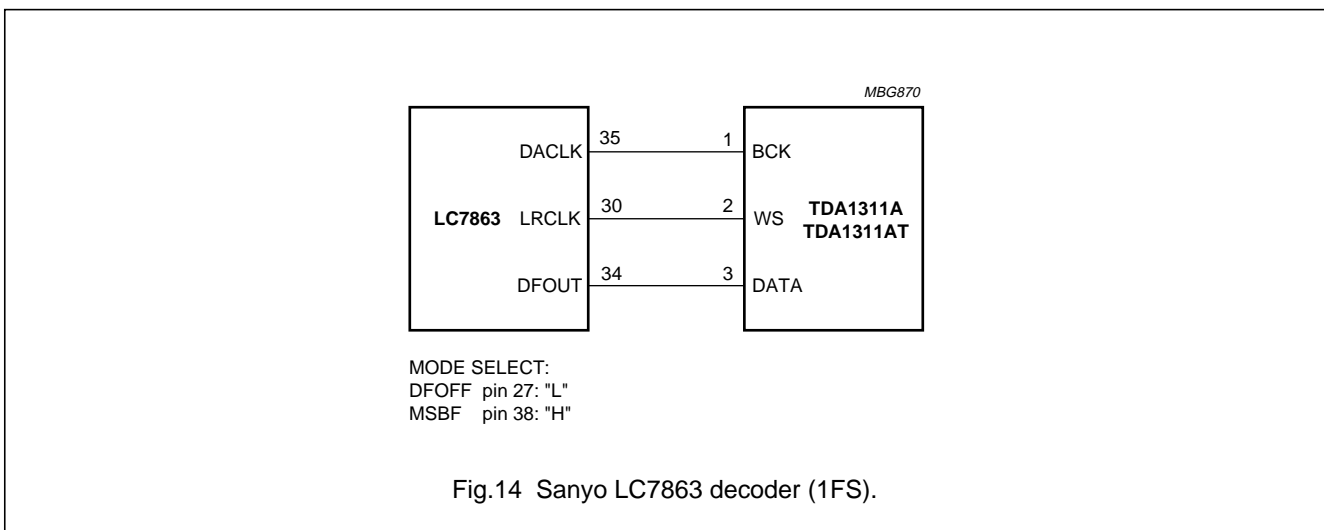 MBG870
DACLK 35 1 BCK
LC7863 LRCLK 30 2 WS TDA1311A
TDA1311AT
DFOUT 34 3 DATA
MODE SELECT:
DFOFF pin 27: "L"
MSBF pin 38: "H"
Fig.14 Sanyo LC7863 decoder (1FS).